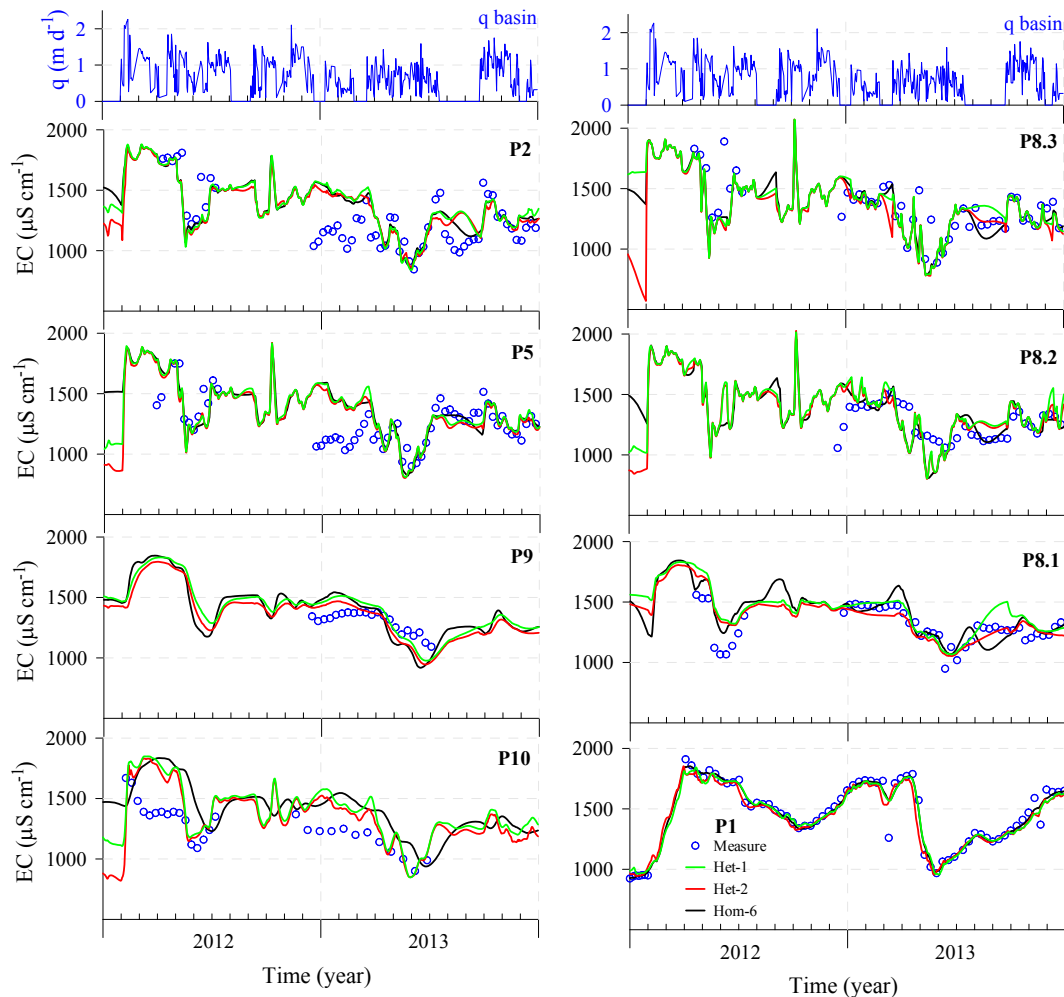 q basin
q (m d⁻¹)
2
1
0
P2
EC (µS cm⁻¹)
2000
1500
1000
P5
EC (µS cm⁻¹)
2000
1500
1000
P9
EC (µS cm⁻¹)
2000
1500
1000
P10
EC (µS cm⁻¹)
2000
1500
1000
2012
2013
Time (year)
q basin
2
1
0
P8.3
2000
1500
1000
P8.2
2000
1500
1000
P8.1
2000
1500
1000
P1
Measure
Het-1
Het-2
Hom-6
2000
1500
1000
2012
2013
Time (year)